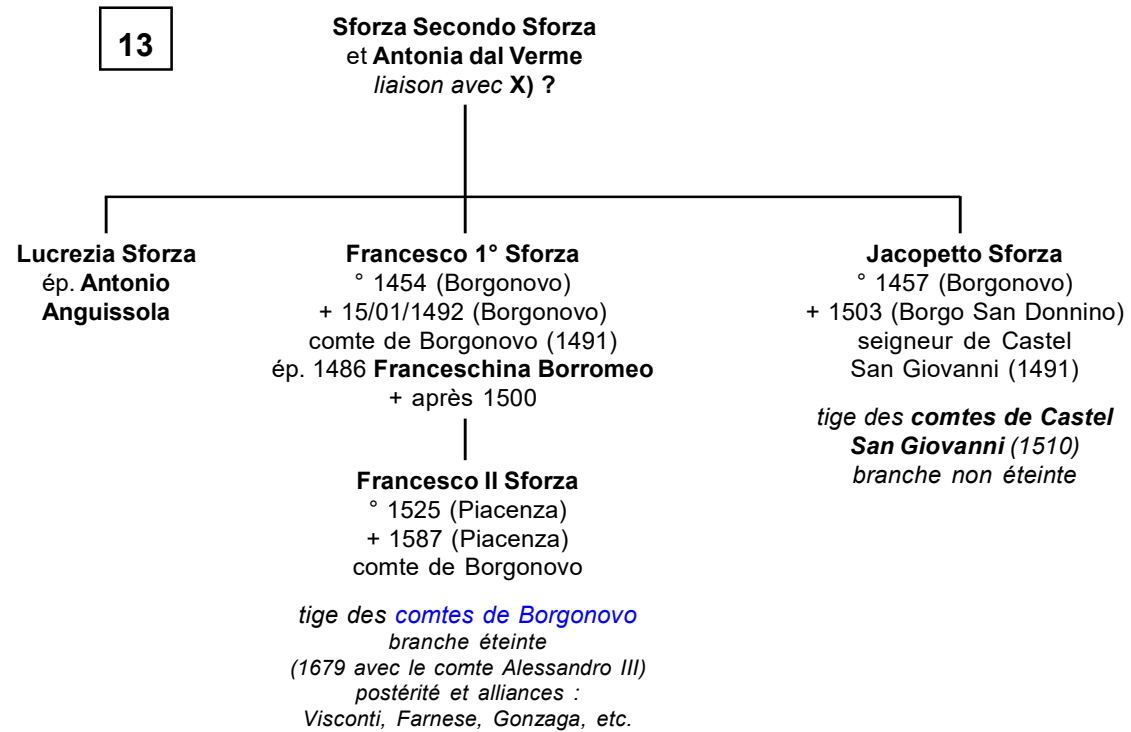 13
Sforza Secondo Sforza
et Antonia dal Verme
liaison avec X) ?
Lucrezia Sforza
ép. Antonio
Anguissola
Francesco 1° Sforza
° 1454 (Borgonovo)
+ 15/01/1492 (Borgonovo)
comte de Borgonovo (1491)
ép. 1486 Franceschina Borromeo
+ après 1500
Jacopetto Sforza
° 1457 (Borgonovo)
+ 1503 (Borgo San Donnino)
seigneur de Castel
San Giovanni (1491)
tige des comtes de Castel
San Giovanni (1510)
branche non éteinte
Francesco II Sforza
° 1525 (Piacenza)
+ 1587 (Piacenza)
comte de Borgonovo
tige des comtes de Borgonovo
branche éteinte
(1679 avec le comte Alessandro III)
postérité et alliances :
Visconti, Farnese, Gonzaga, etc.